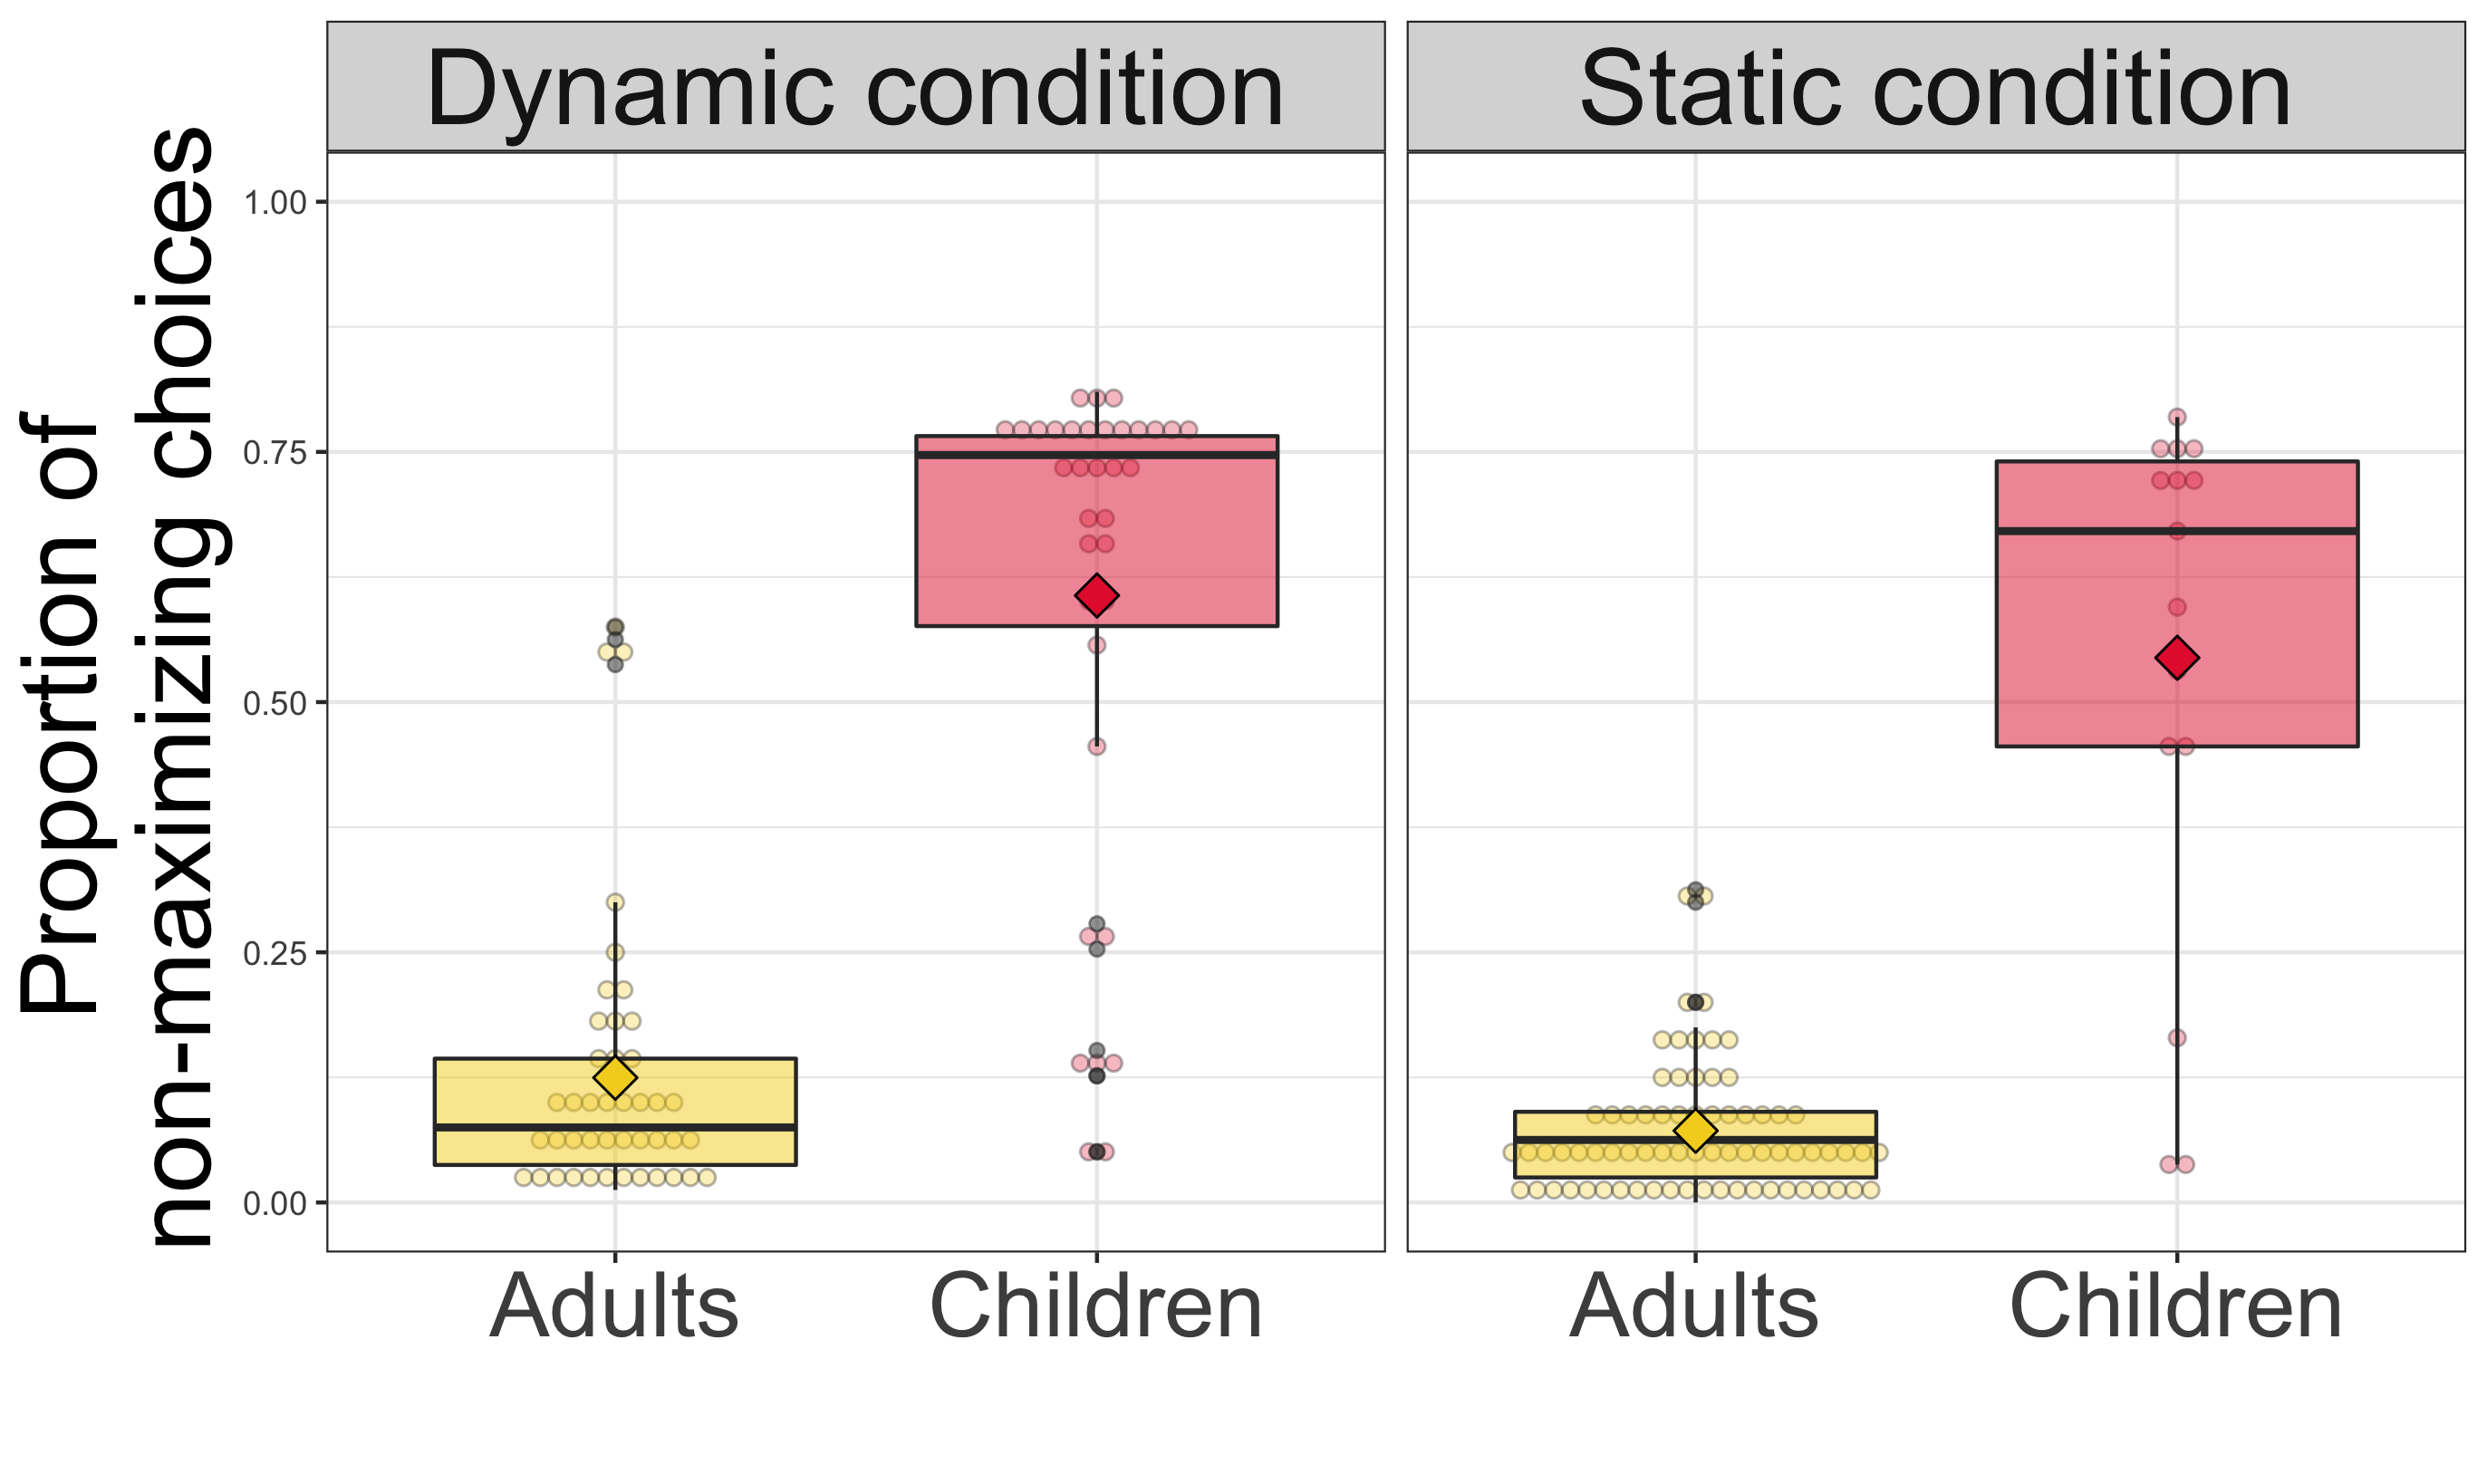 Dynamic condition
Static condition
Proportion of
non-maximizing choices
1.00
0.75
0.50
0.25
0.00
Adults
Children
Adults
Children